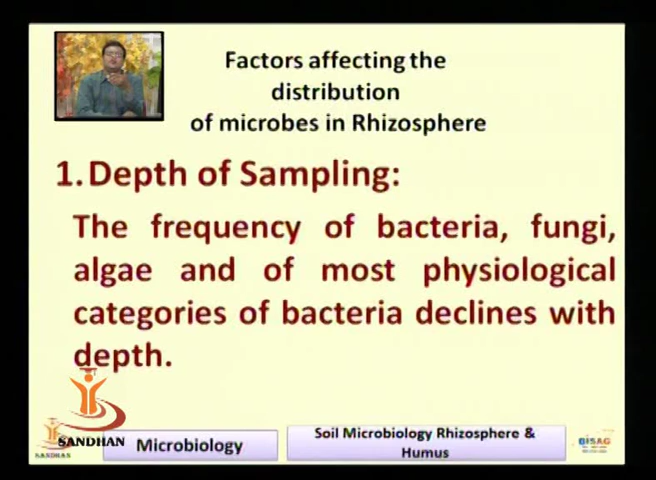 Factors affecting the
distribution
of microbes in Rhizosphere
1. Depth of Sampling:
The frequency of bacteria, fungi,
algae and of most physiological
categories of bacteria declines with
depth.
SANDHAN
SANDHAN
Microbiology
Soil Microbiology Rhizosphere &
Humus
BISAG